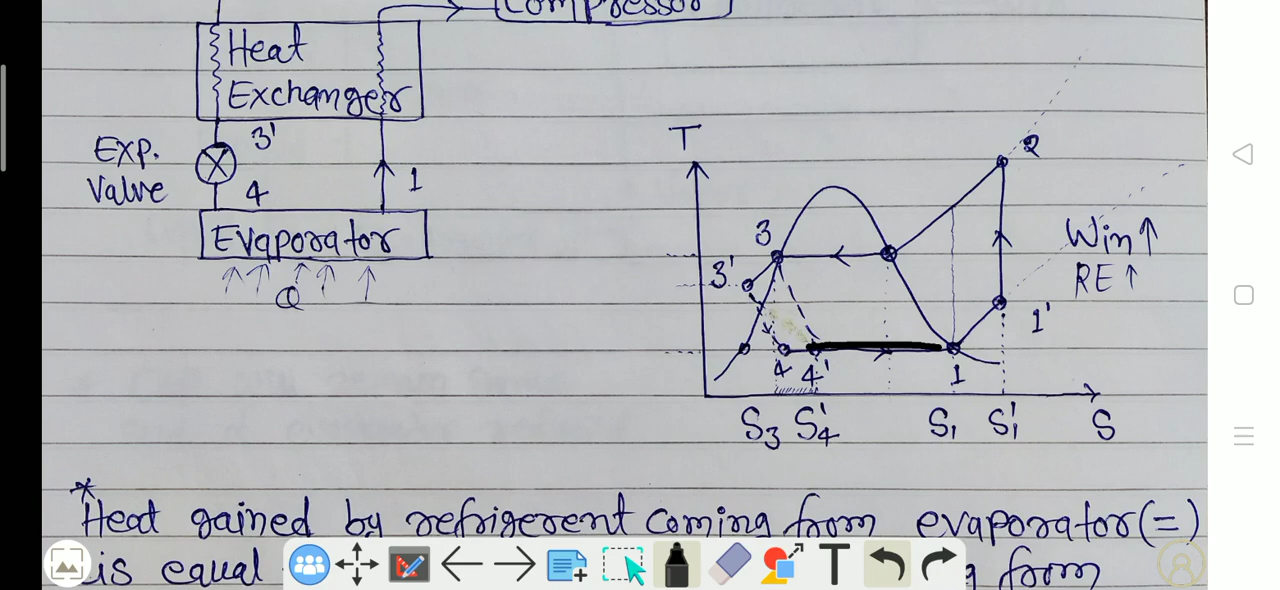 Compressor
Heat
Exchanger
Exp.
Valve
3'
4
1
Evaporator
Q
T
2
3
3'
Win↑
RE↑
1'
4 4' 1
S3 S4' S1 S1' S
*
Heat gained by refrigerent coming from evaporator(=)
is equal
g from
T